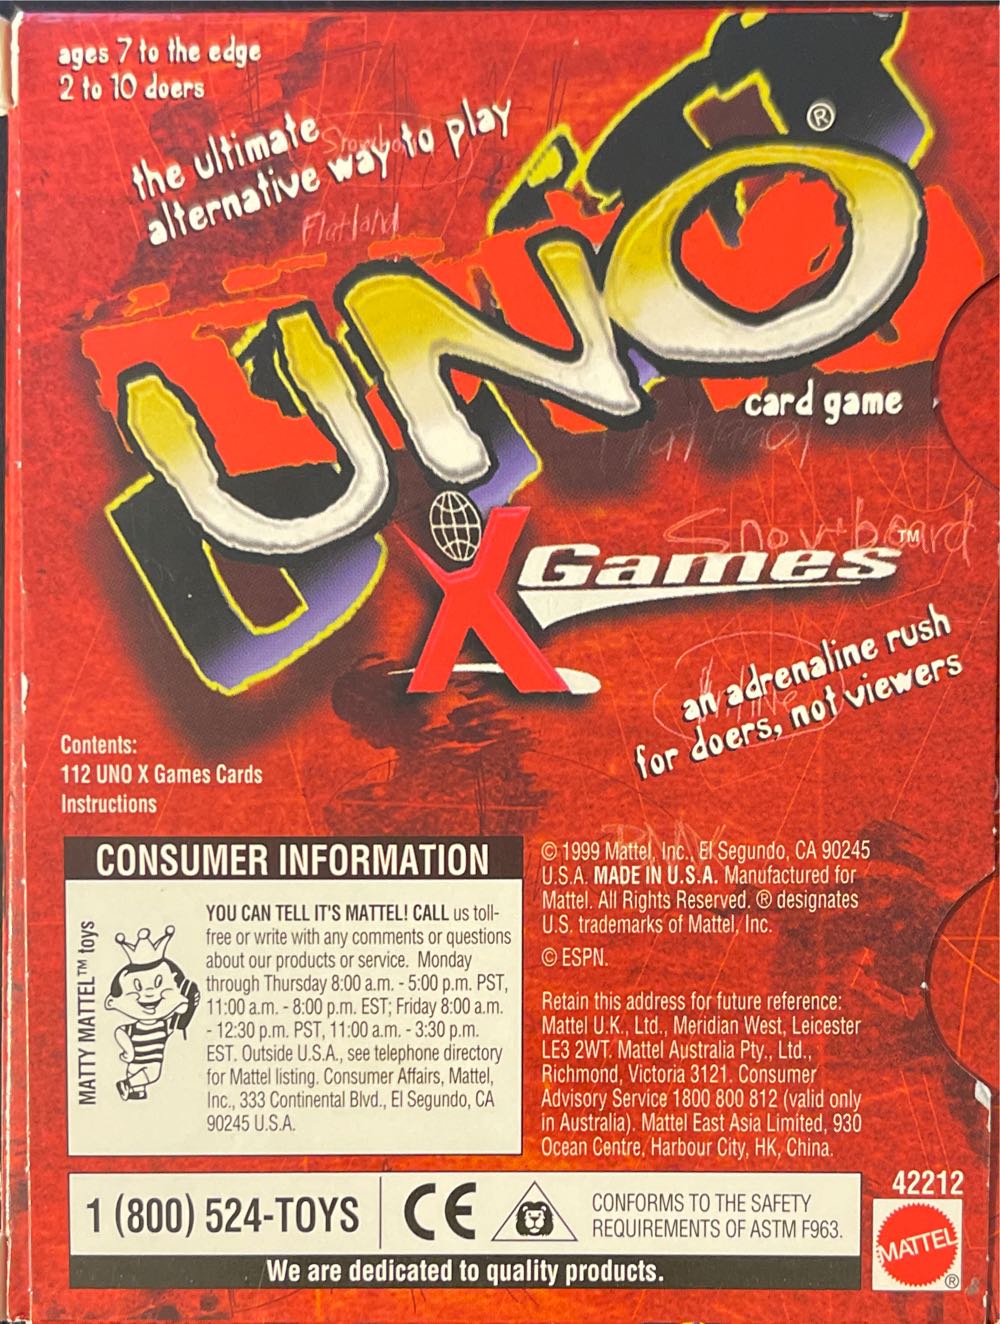 ages 7 to the edge
2 to 10 doers
the ultimate
alternative way to play
Flatland
UNO®
card game
Snowboard
X Games™
an adrenaline rush
for doers, not viewers
Contents:
112 UNO X Games Cards
Instructions
CONSUMER INFORMATION
MATTY MATTEL™ toys
YOU CAN TELL IT'S MATTEL! CALL us toll-
free or write with any comments or questions
about our products or service. Monday
through Thursday 8:00 a.m. - 5:00 p.m. PST,
11:00 a.m. - 8:00 p.m. EST; Friday 8:00 a.m.
- 12:30 p.m. PST, 11:00 a.m. - 3:30 p.m.
EST. Outside U.S.A., see telephone directory
for Mattel listing. Consumer Affairs, Mattel,
Inc., 333 Continental Blvd., El Segundo, CA
90245 U.S.A.
© 1999 Mattel, Inc., El Segundo, CA 90245
U.S.A. MADE IN U.S.A. Manufactured for
Mattel. All Rights Reserved. ® designates
U.S. trademarks of Mattel, Inc.
© ESPN.
Retain this address for future reference:
Mattel U.K., Ltd., Meridian West, Leicester
LE3 2WT. Mattel Australia Pty., Ltd.,
Richmond, Victoria 3121. Consumer
Advisory Service 1800 800 812 (valid only
in Australia). Mattel East Asia Limited, 930
Ocean Centre, Harbour City, HK, China.
1 (800) 524-TOYS
CE
CONFORMS TO THE SAFETY
REQUIREMENTS OF ASTM F963.
We are dedicated to quality products.
42212
MATTEL®